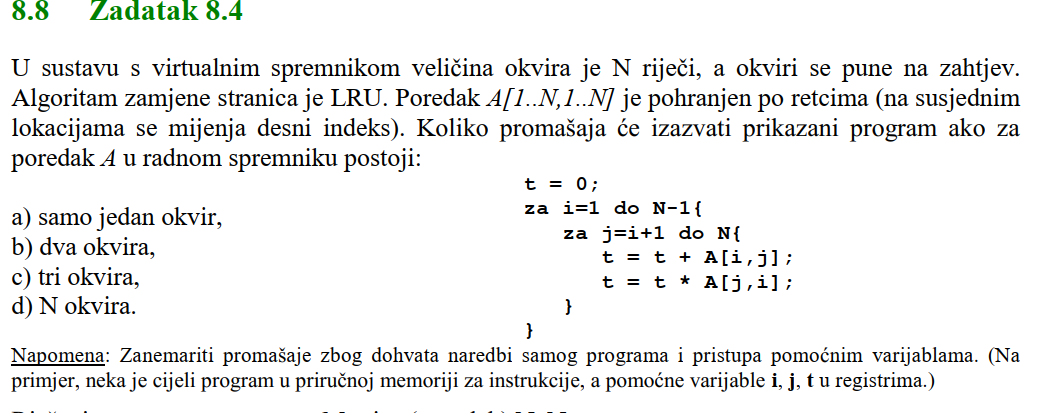 8.8 Zadatak 8.4
U sustavu s virtualnim spremnikom veličina okvira je N riječi, a okviri se pune na zahtjev.
Algoritam zamjene stranica je LRU. Poredak A[1..N,1..N] je pohranjen po retcima (na susjednim
lokacijama se mijenja desni indeks). Koliko promašaja će izazvati prikazani program ako za
poredak A u radnom spremniku postoji:
a) samo jedan okvir,
b) dva okvira,
c) tri okvira,
d) N okvira.
t = 0;
za i=1 do N-1{
za j=i+1 do N{
t = t + A[i,j];
t = t * A[j,i];
}
}
Napomena: Zanemariti promašaje zbog dohvata naredbi samog programa i pristupa pomoćnim varijablama. (Na
primjer, neka je cijeli program u priručnoj memoriji za instrukcije, a pomoćne varijable i, j, t u registrima.)